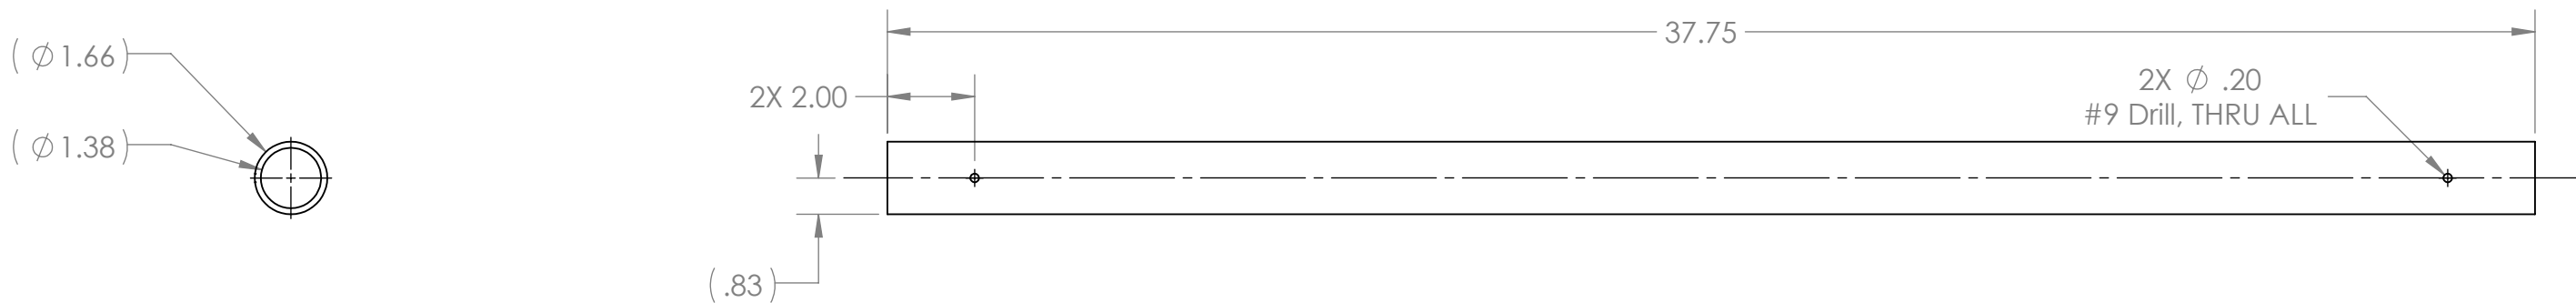 ( ∅1.66 )
( ∅1.38 )
2X 2.00
( .83 )
37.75
2X ∅ .20
#9 Drill, THRU ALL